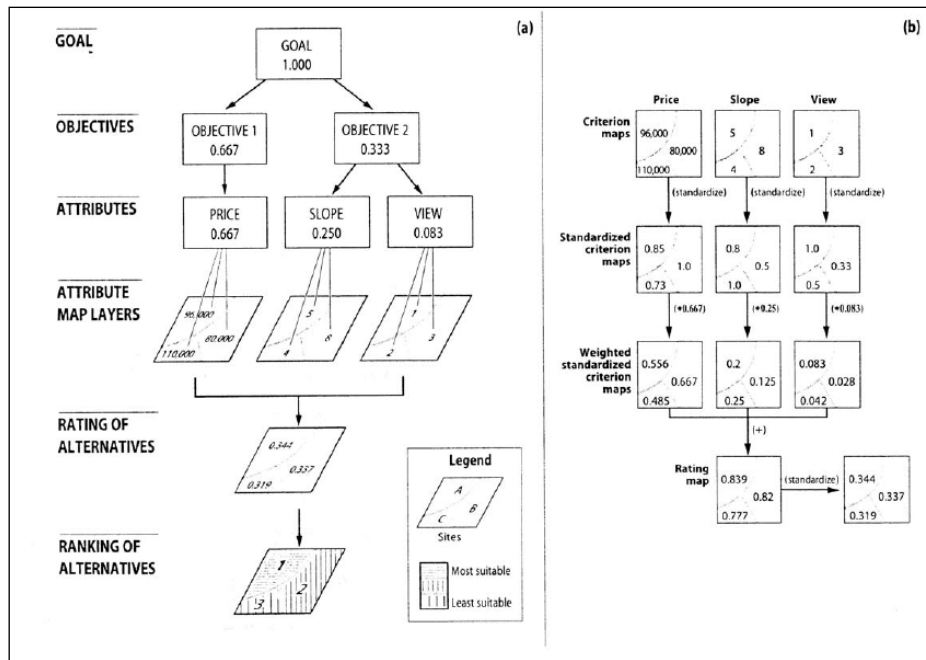 (a)
GOAL
GOAL
1.000
OBJECTIVES
OBJECTIVE 1
0.667
OBJECTIVE 2
0.333
ATTRIBUTES
PRICE
0.667
SLOPE
0.250
VIEW
0.083
ATTRIBUTE
MAP LAYERS
96,000
80,000
110,000
5
8
4
1
3
2
RATING OF
ALTERNATIVES
0.344
0.337
0.319
RANKING OF
ALTERNATIVES
1
2
3
Legend
A
B
C
Sites
Most suitable
Least suitable
(b)
Price Slope View
Criterion
maps
96,000
80,000
110,000
5
8
4
1
3
2
(standardize) (standardize) (standardize)
Standardized
criterion
maps
0.85
1.0
0.73
0.8
0.5
1.0
1.0
0.33
0.5
(*0.667) (*0.25) (*0.083)
Weighted
standardized
criterion
maps
0.556
0.667
0.485
0.2
0.125
0.25
0.083
0.028
0.042
(+)
Rating
map
0.839
0.82
0.777
(standardize)
0.344
0.337
0.319